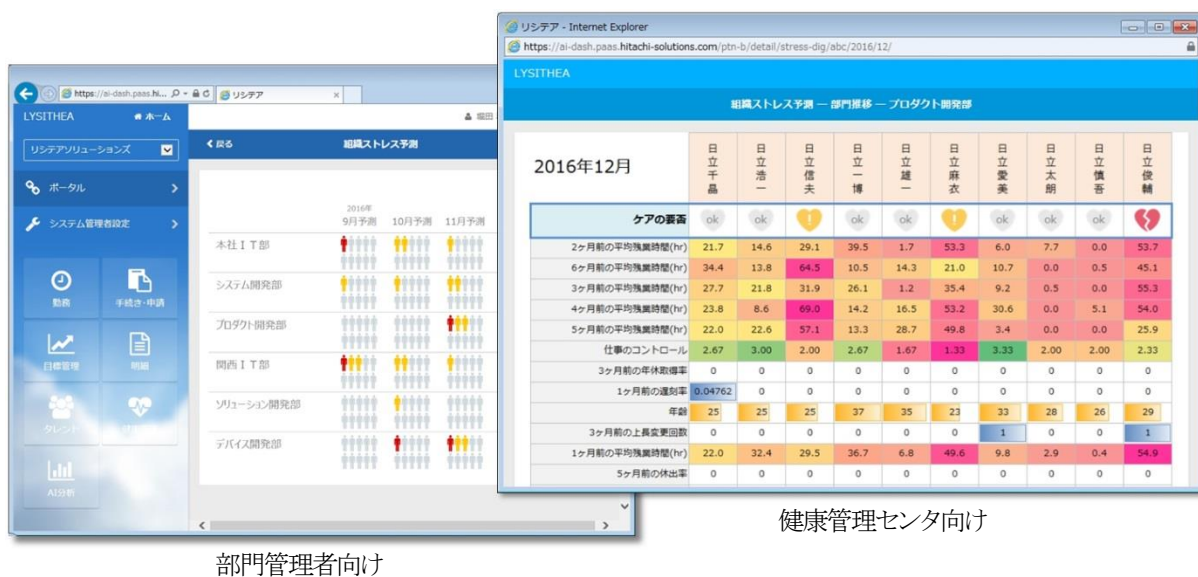 リシテア - Internet Explorer
https://ai-dash.paas.hitachi-solutions.com/ptn-b/detail/stress-dig/abc/2016/12/
LYSITHEA
組織ストレス予測 ― 部門推移 ― プロダクト開発部
2016年12月 日立千晶 日立浩一 日立信夫 日立一博 日立雄一 日立麻衣 日立愛美 日立太朗 日立慎吾 日立俊輔
ケアの要否 ok ok ! ok ok ! ok ok ok
2ヶ月前の平均残業時間(hr) 21.7 14.6 29.1 39.5 1.7 53.3 6.0 7.7 0.0 53.7
6ヶ月前の平均残業時間(hr) 34.4 13.8 64.5 10.5 14.3 21.0 10.7 0.0 0.5 45.1
3ヶ月前の平均残業時間(hr) 27.7 21.8 31.9 26.1 1.2 35.4 9.2 0.5 0.0 55.3
4ヶ月前の平均残業時間(hr) 23.8 8.6 69.0 14.2 16.5 53.2 30.6 0.0 5.1 54.0
5ヶ月前の平均残業時間(hr) 22.0 22.6 57.1 13.3 28.7 49.8 3.4 0.0 0.0 25.9
仕事のコントロール 2.67 3.00 2.00 2.67 1.67 1.33 3.33 2.00 2.00 2.33
3ヶ月前の年休取得率 0 0 0 0 0 0 0 0 0 0
1ヶ月前の遅刻率 0.04762 0 0 0 0 0 0 0 0 0
年齢 25 25 25 37 35 23 33 28 26 29
3ヶ月前の上長変更回数 0 0 0 0 0 0 1 0 0 1
1ヶ月前の平均残業時間(hr) 22.0 32.4 29.5 36.7 6.8 49.6 9.8 2.9 0.4 54.9
5ヶ月前の休出率 0 0 0 0 0 0 0 0 0 0
健康管理センタ向け
https://ai-dash.paas.hi...
リシテア
LYSITHEA ホーム
堀田
リシテアソリューションズ
戻る 組織ストレス予測
ポータル
システム管理者設定
勤務 手続き・申請
目標管理 明細
タレント
AI分析
2016年
9月予測 10月予測 11月予測
本社IT部
システム開発部
プロダクト開発部
関西IT部
ソリューション開発部
デバイス開発部
部門管理者向け